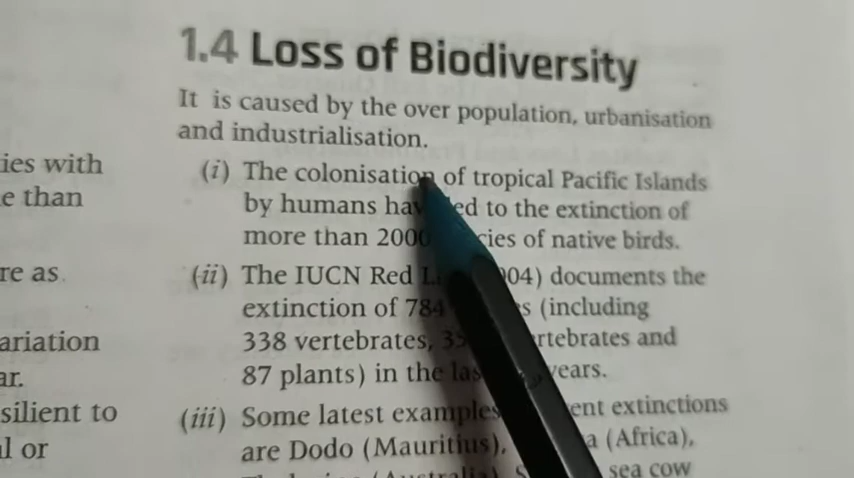 1.4 Loss of Biodiversity
It is caused by the over population, urbanisation
and industrialisation.
ies with
(i) The colonisation of tropical Pacific Islands
e than
by humans ha ed to the extinction of
more than 200 cies of native birds.
re as
(ii) The IUCN Red L 04) documents the
extinction of 784 s (including
ariation
338 vertebrates, 35 rtebrates and
ar.
87 plants) in the las years.
silient to
(iii) Some latest examples ent extinctions
l or
are Dodo (Mauritius), a (Africa),
(Australia), S sea cow